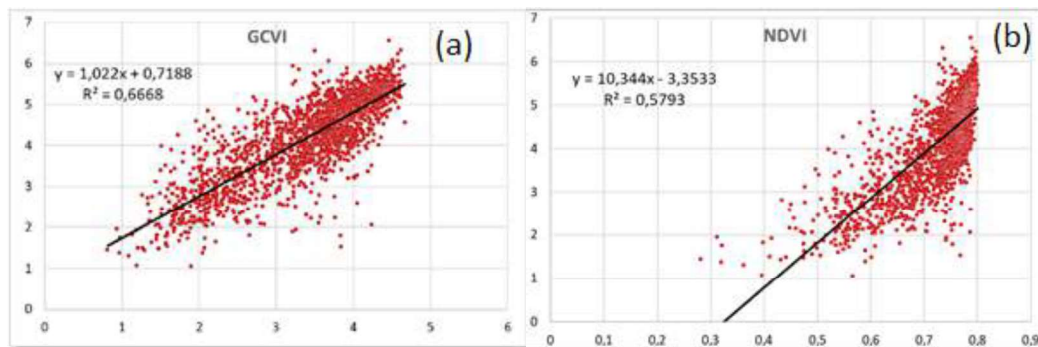 GCVI
(a)
y = 1,022x + 0,7188
R² = 0,6668
7
6
5
4
3
2
1
0
0 1 2 3 4 5 6
NDVI
(b)
y = 10,344x - 3,3533
R² = 0,5793
7
6
5
4
3
2
1
0
0 0,1 0,2 0,3 0,4 0,5 0,6 0,7 0,8 0,9